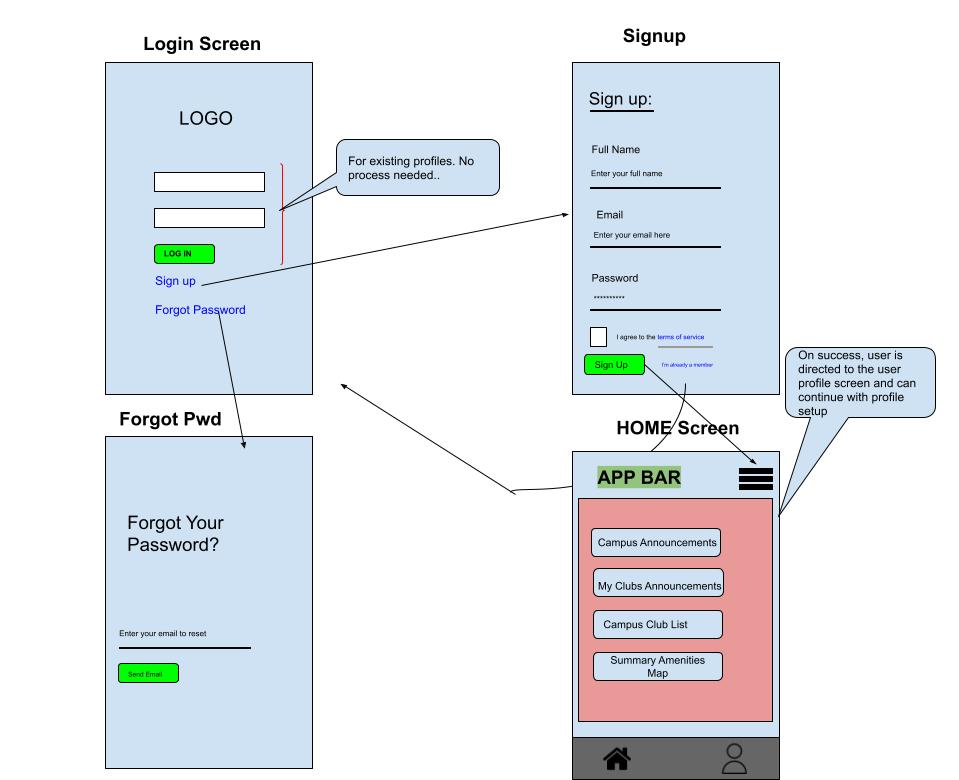 Login Screen
LOGO
For existing profiles. No
process needed..
LOG IN
Sign up
Forgot Password
Signup
Sign up:
Full Name
Enter your full name
Email
Enter your email here
Password
**********
I agree to the terms of service
Sign Up
I'm already a member
On success, user is
directed to the user
profile screen and can
continue with profile
setup
Forgot Pwd
Forgot Your
Password?
Enter your email to reset
Send Email
HOME Screen
APP BAR
Campus Announcements
My Clubs Announcements
Campus Club List
Summary Amenities
Map